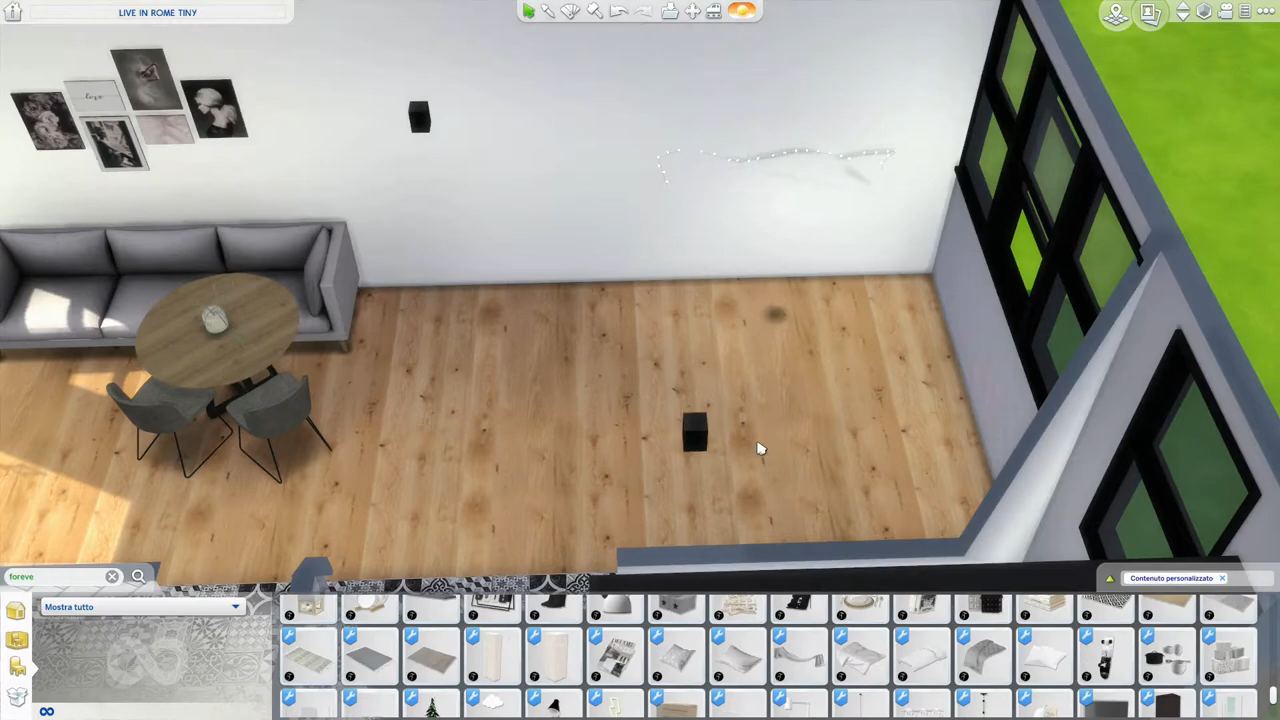 LIVE IN ROME TINY
love
foreve
Contenuto personalizzato
Mostra tutto